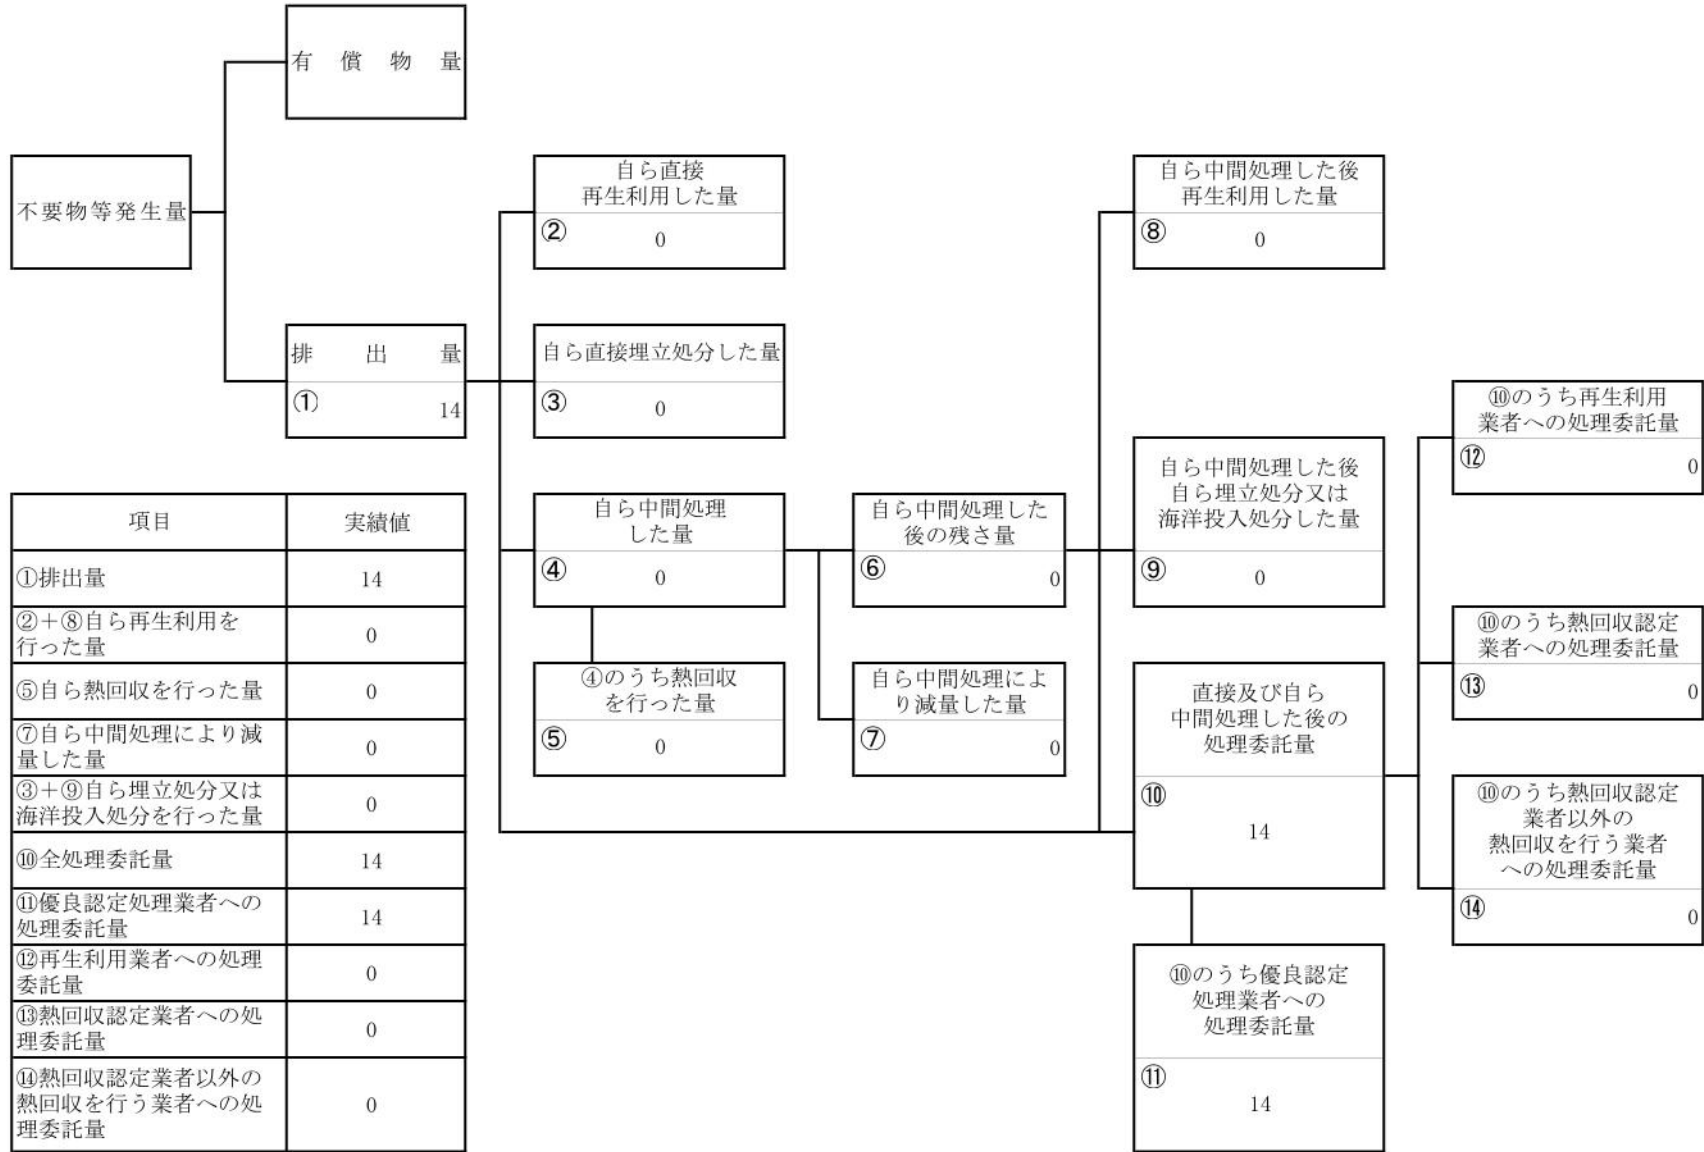 有償物量
不要物等発生量
排出量
①
14
自ら直接
再生利用した量
②
0
自ら直接埋立処分した量
③
0
自ら中間処理
した量
④
0
④のうち熱回収
を行った量
⑤
0
自ら中間処理した
後の残さ量
⑥
0
自ら中間処理によ
り減量した量
⑦
0
自ら中間処理した後
再生利用した量
⑧
0
自ら中間処理した後
自ら埋立処分又は
海洋投入処分した量
⑨
0
直接及び自ら
中間処理した後の
処理委託量
⑩
14
⑩のうち優良認定
処理業者への
処理委託量
⑪
14
⑩のうち再生利用
業者への処理委託量
⑫
0
⑩のうち熱回収認定
業者への処理委託量
⑬
0
⑩のうち熱回収認定
業者以外の
熱回収を行う業者
への処理委託量
⑭
0
項目 実績値
①排出量 14
②+⑧自ら再生利用を
行った量 0
⑤自ら熱回収を行った量 0
⑦自ら中間処理により減
量した量 0
③+⑨自ら埋立処分又は
海洋投入処分を行った量 0
⑩全処理委託量 14
⑪優良認定処理業者への
処理委託量 14
⑫再生利用業者への処理
委託量 0
⑬熱回収認定業者への処
理委託量 0
⑭熱回収認定業者以外の
熱回収を行う業者への処 0
理委託量